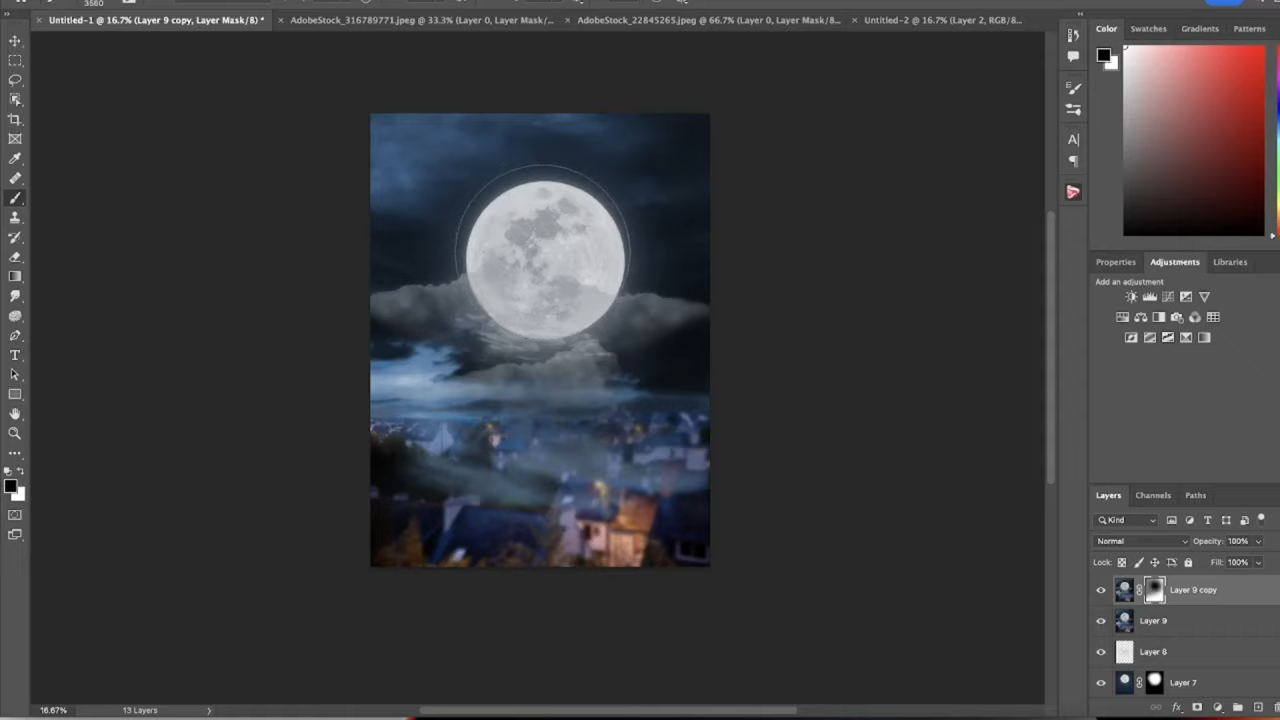 3580
Untitled-1 @ 16.7% (Layer 9 copy, Layer Mask/8) * AdobeStock_316789771.jpeg @ 33.3% (Layer 0, Layer Mask/... AdobeStock_22845265.jpeg @ 66.7% (Layer 0, Layer Mask/8... Untitled-2 @ 16.7% (Layer 2, RGB/8...
Color Swatches Gradients Patterns
Properties Adjustments Libraries
Add an adjustment
Layers Channels Paths
Kind
Normal Opacity: 100%
Lock: Fill: 100%
Layer 9 copy
Layer 9
Layer 8
Layer 7
16.67% 13 Layers